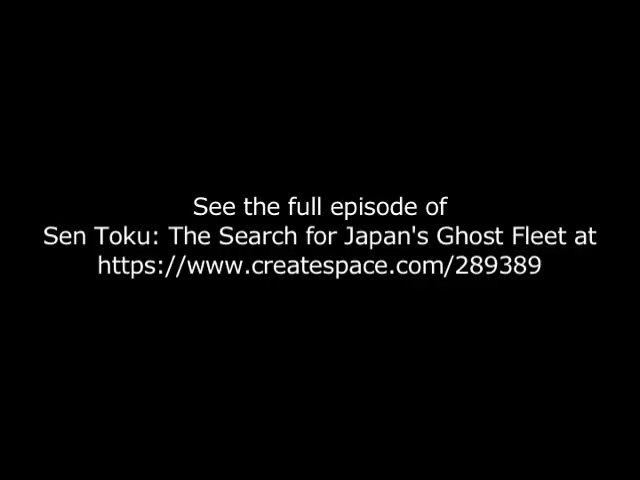 See the full episode of
Sen Toku: The Search for Japan's Ghost Fleet at
https://www.createspace.com/289389